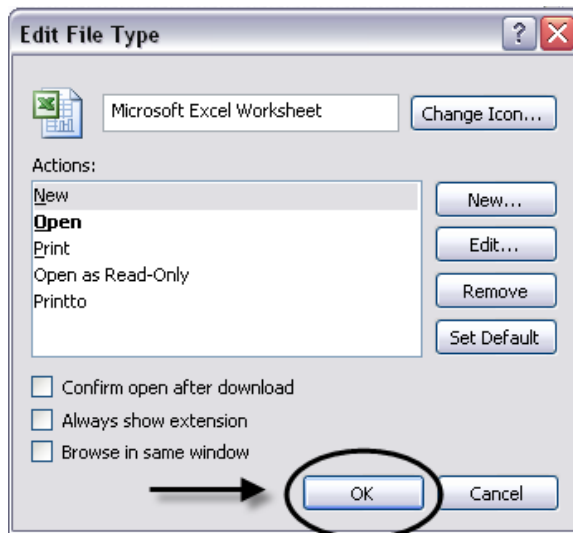 Edit File Type
?
Microsoft Excel Worksheet
Change Icon...
Actions:
New
Open
Print
Open as Read-Only
Printto
New...
Edit...
Remove
Set Default
Confirm open after download
Always show extension
Browse in same window
OK
Cancel